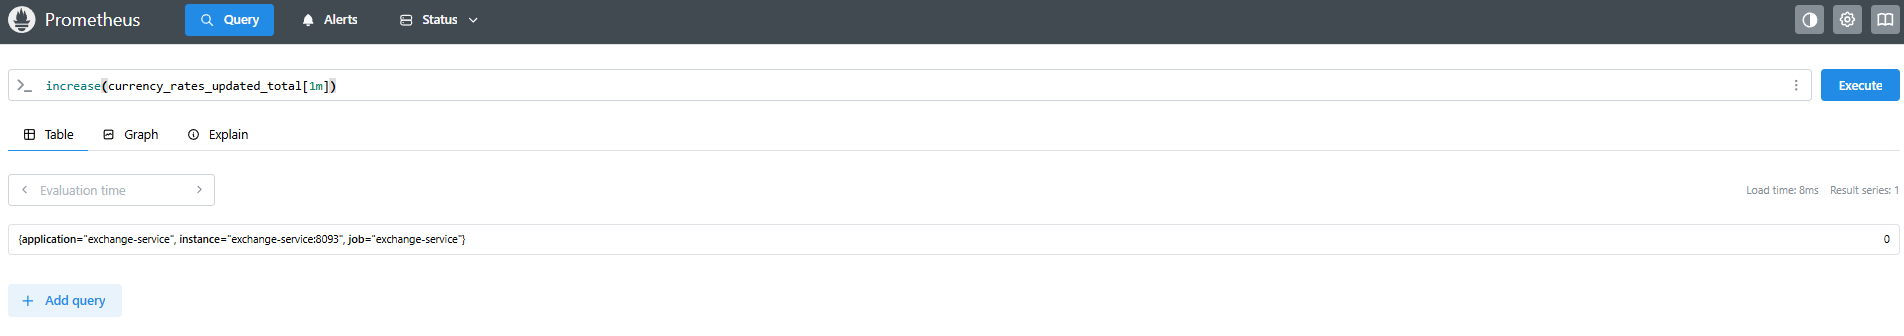 Prometheus Query Alerts Status
increase(currency_rates_updated_total[1m])
Execute
Table Graph Explain
Evaluation time
Load time: 8ms Result series: 1
{application="exchange-service", instance="exchange-service:8093", job="exchange-service"} 0
Add query